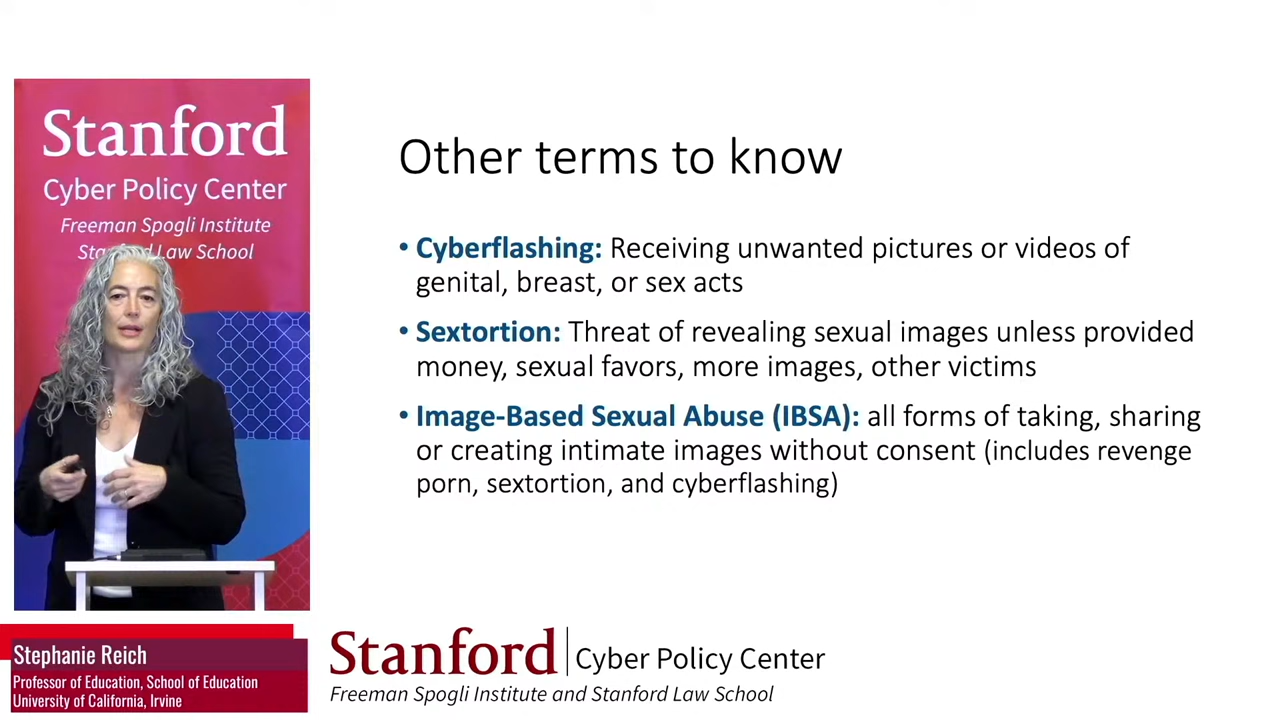 Stanford
Cyber Policy Center
Freeman Spogli Institute
Stanford Law School
Other terms to know
• Cyberflashing: Receiving unwanted pictures or videos of
genital, breast, or sex acts
• Sextortion: Threat of revealing sexual images unless provided
money, sexual favors, more images, other victims
• Image-Based Sexual Abuse (IBSA): all forms of taking, sharing
or creating intimate images without consent (includes revenge
porn, sextortion, and cyberflashing)
Stephanie Reich
Professor of Education, School of Education
University of California, Irvine
Stanford | Cyber Policy Center
Freeman Spogli Institute and Stanford Law School